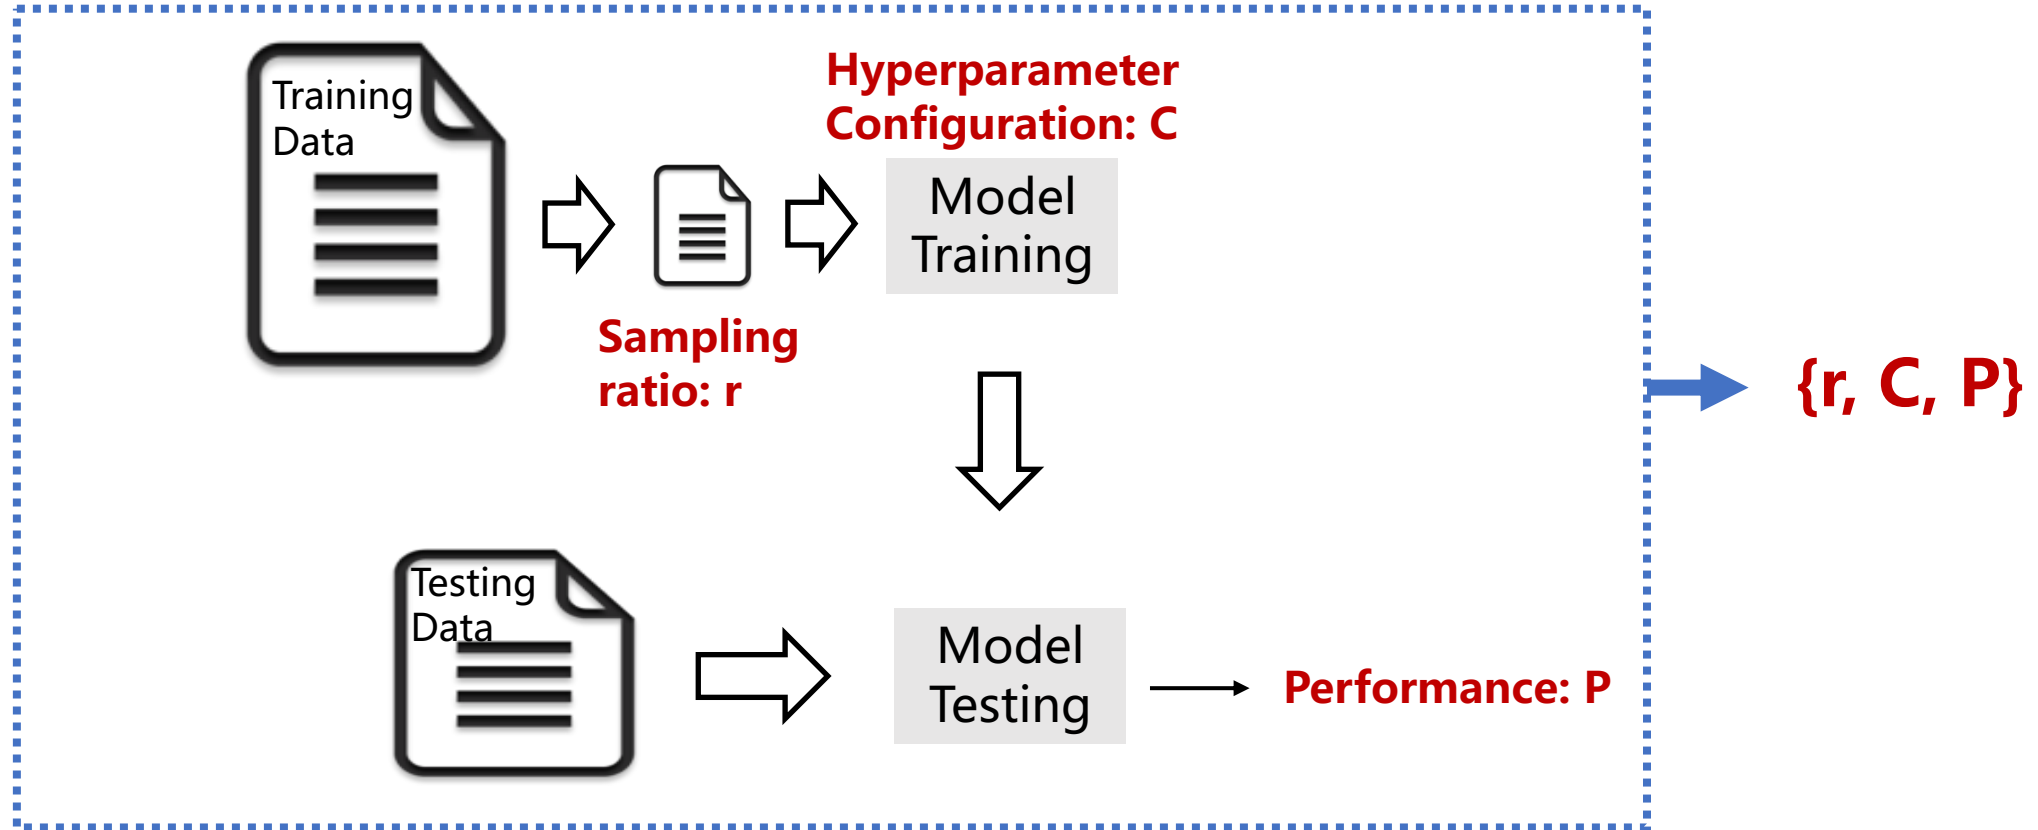 Training
Data
Hyperparameter
Configuration: C
Model
Training
Sampling
ratio: r
{r, C, P}
Testing
Data
Model
Testing
Performance: P